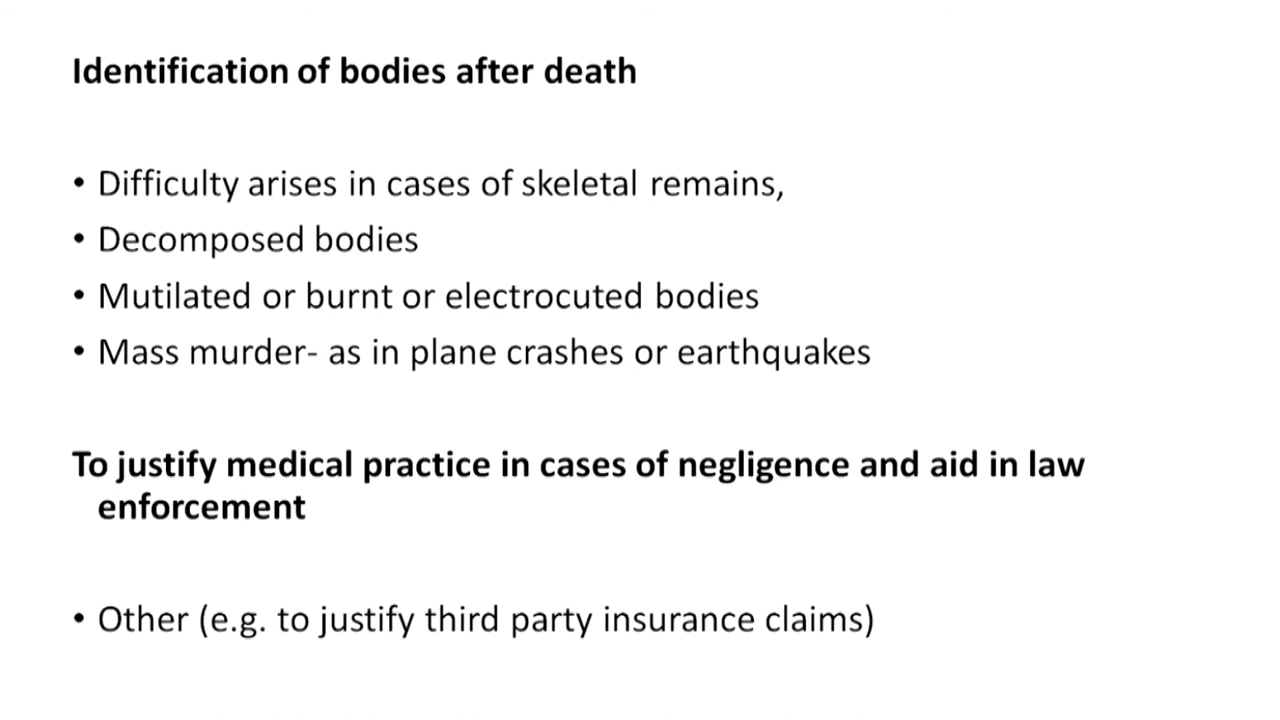 Identification of bodies after death
• Difficulty arises in cases of skeletal remains,
• Decomposed bodies
• Mutilated or burnt or electrocuted bodies
• Mass murder- as in plane crashes or earthquakes
To justify medical practice in cases of negligence and aid in law
enforcement
• Other (e.g. to justify third party insurance claims)